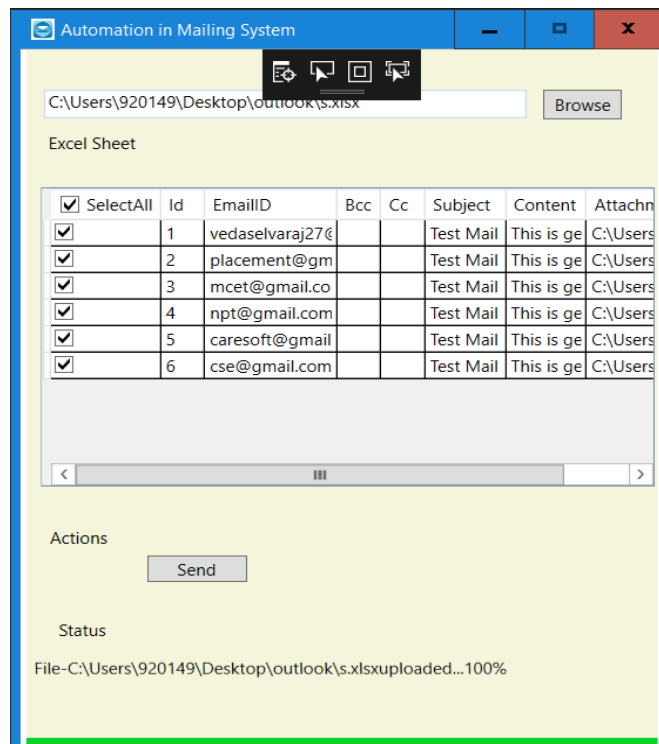 Automation in Mailing System
C:\Users\920149\Desktop\outlook\s.xlsx Browse
Excel Sheet
SelectAll Id EmailID Bcc Cc Subject Content Attachm
1 vedaselvaraj27@ Test Mail This is ge C:\Users
2 placement@gm Test Mail This is ge C:\Users
3 mcet@gmail.co Test Mail This is ge C:\Users
4 npt@gmail.com Test Mail This is ge C:\Users
5 caresoft@gmail Test Mail This is ge C:\Users
6 cse@gmail.com Test Mail This is ge C:\Users
Actions
Send
Status
File-C:\Users\920149\Desktop\outlook\s.xlsxuploaded...100%